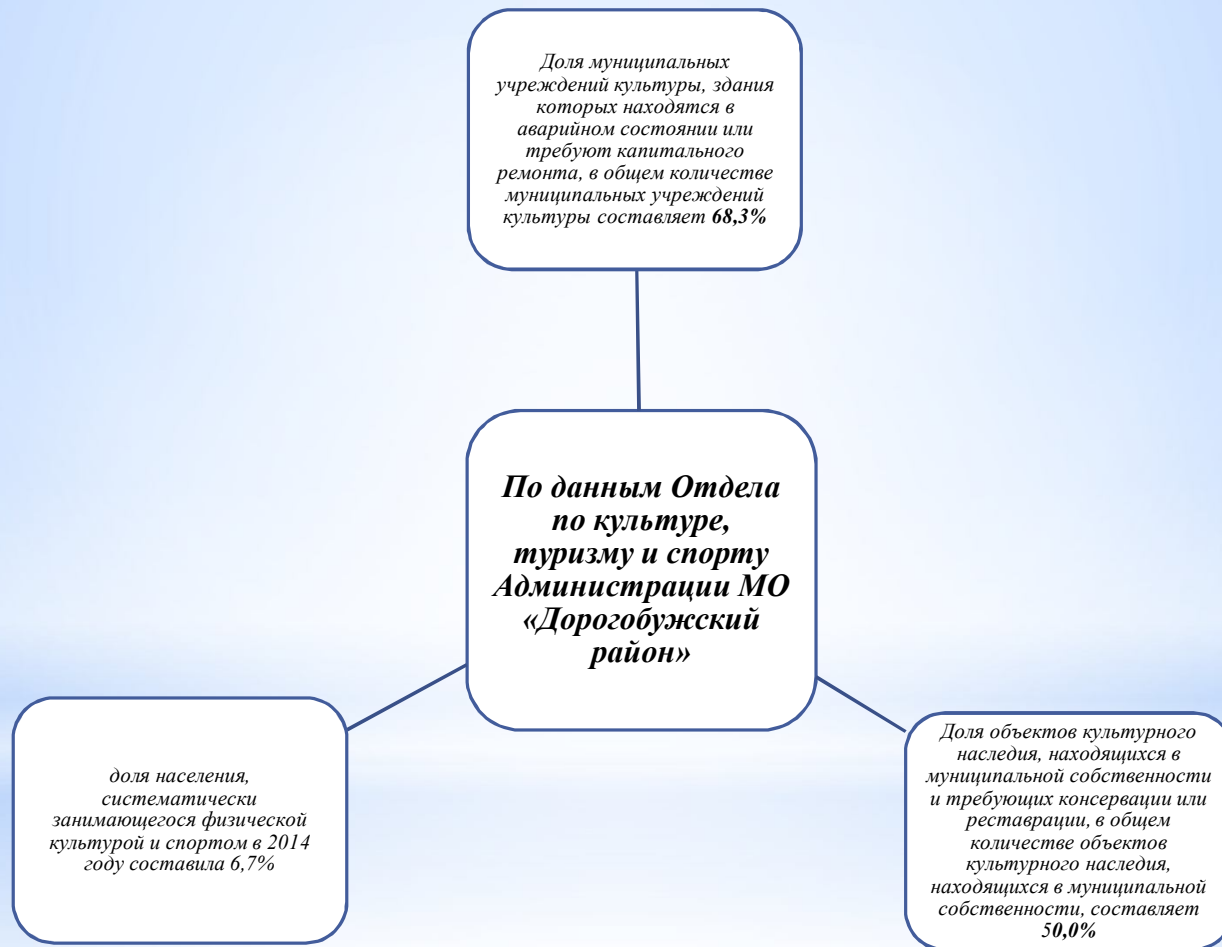 Доля муниципальных
учреждений культуры, здания
которых находятся в
аварийном состоянии или
требуют капитального
ремонта, в общем количестве
муниципальных учреждений
культуры составляет 68,3%
По данным Отдела
по культуре,
туризму и спорту
Администрации МО
«Дорогобужский
район»
доля населения,
систематически
занимающегося физической
культурой и спортом в 2014
году составила 6,7%
Доля объектов культурного
наследия, находящихся в
муниципальной собственности
и требующих консервации или
реставрации, в общем
количестве объектов
культурного наследия,
находящихся в муниципальной
собственности, составляет
50,0%